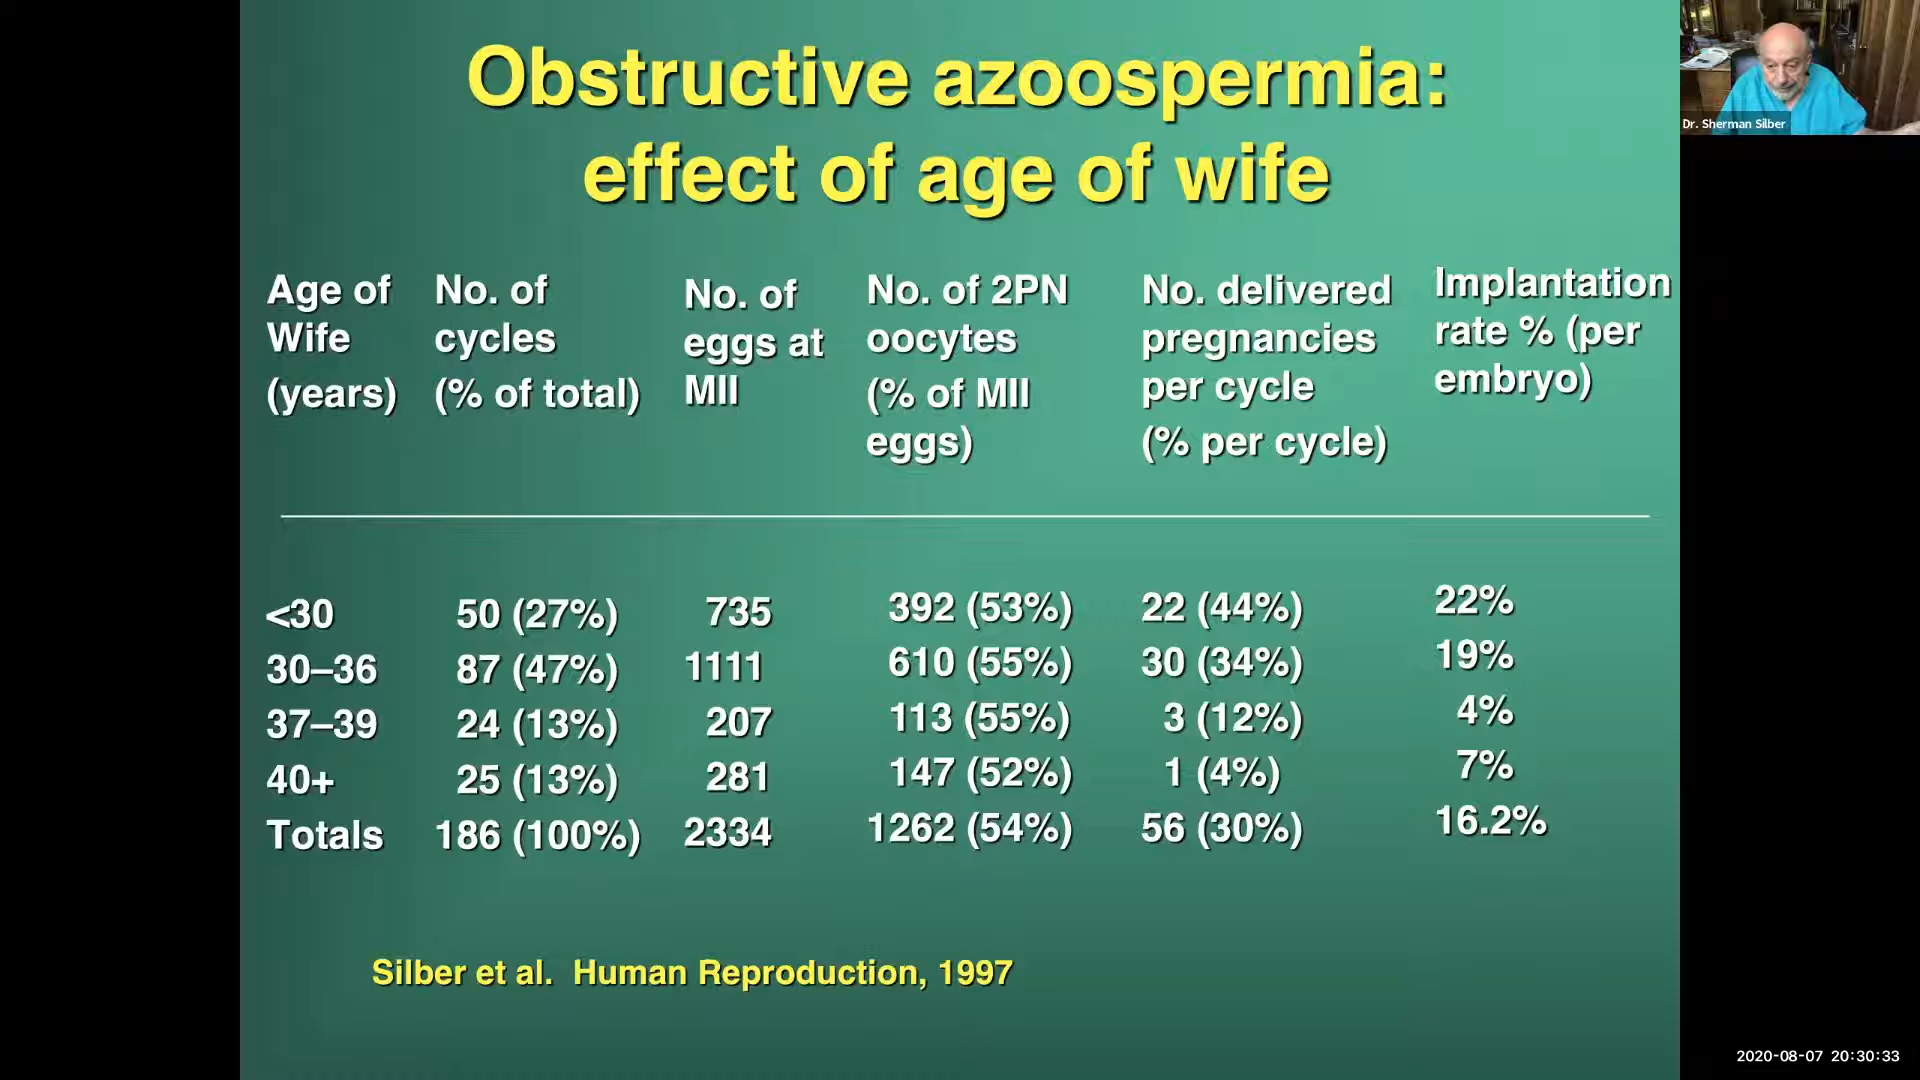 Obstructive azoospermia:
effect of age of wife
Age of Wife (years) No. of cycles (% of total) No. of eggs at MII No. of 2PN oocytes (% of MII eggs) No. delivered pregnancies per cycle (% per cycle) Implantation rate % (per embryo)
<30 50 (27%) 735 392 (53%) 22 (44%) 22%
30–36 87 (47%) 1111 610 (55%) 30 (34%) 19%
37–39 24 (13%) 207 113 (55%) 3 (12%) 4%
40+ 25 (13%) 281 147 (52%) 1 (4%) 7%
Totals 186 (100%) 2334 1262 (54%) 56 (30%) 16.2%
Silber et al. Human Reproduction, 1997
Dr. Sherman Silber
2020-08-07 20:30:33